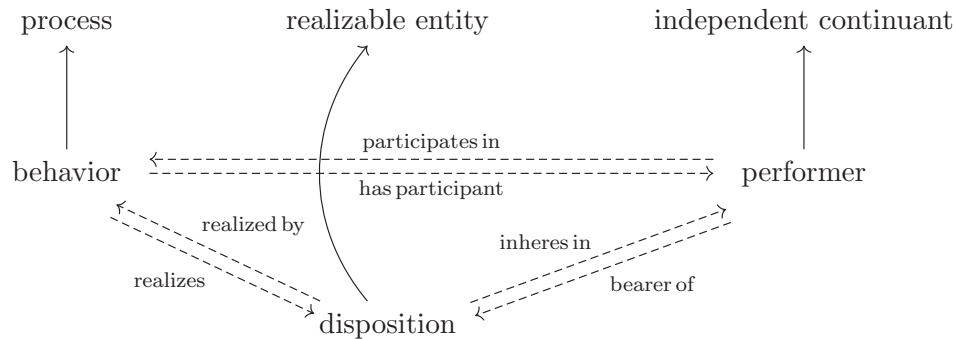 process
realizable entity
independent continuant
participates in
behavior
performer
has participant
realized by
inheres in
realizes
bearer of
disposition